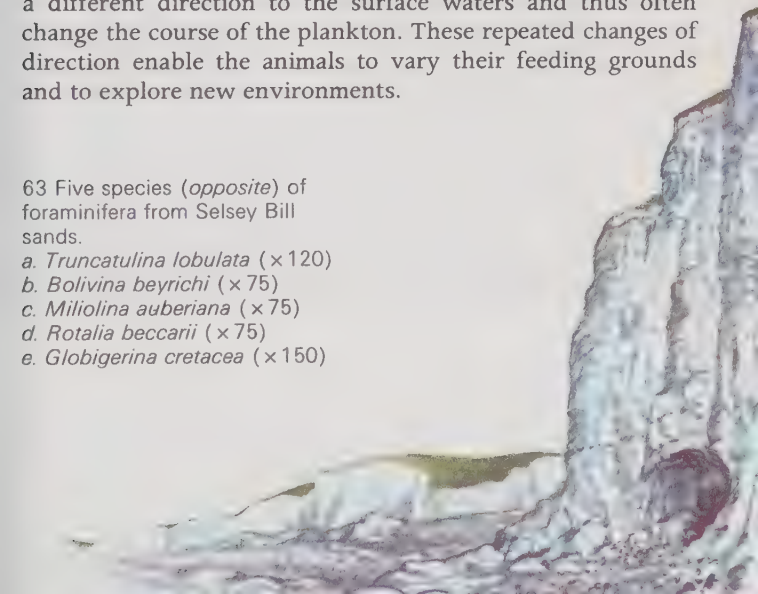 a different direction to the surface waters and thus often
change the course of the plankton. These repeated changes of
direction enable the animals to vary their feeding grounds
and to explore new environments.
63 Five species (opposite) of
foraminifera from Selsey Bill
sands.
a. Truncatulina lobulata (×120)
b. Bolivina beyrichi (×75)
c. Miliolina auberiana (×75)
d. Rotalia beccarii (×75)
e. Globigerina cretacea (×150)